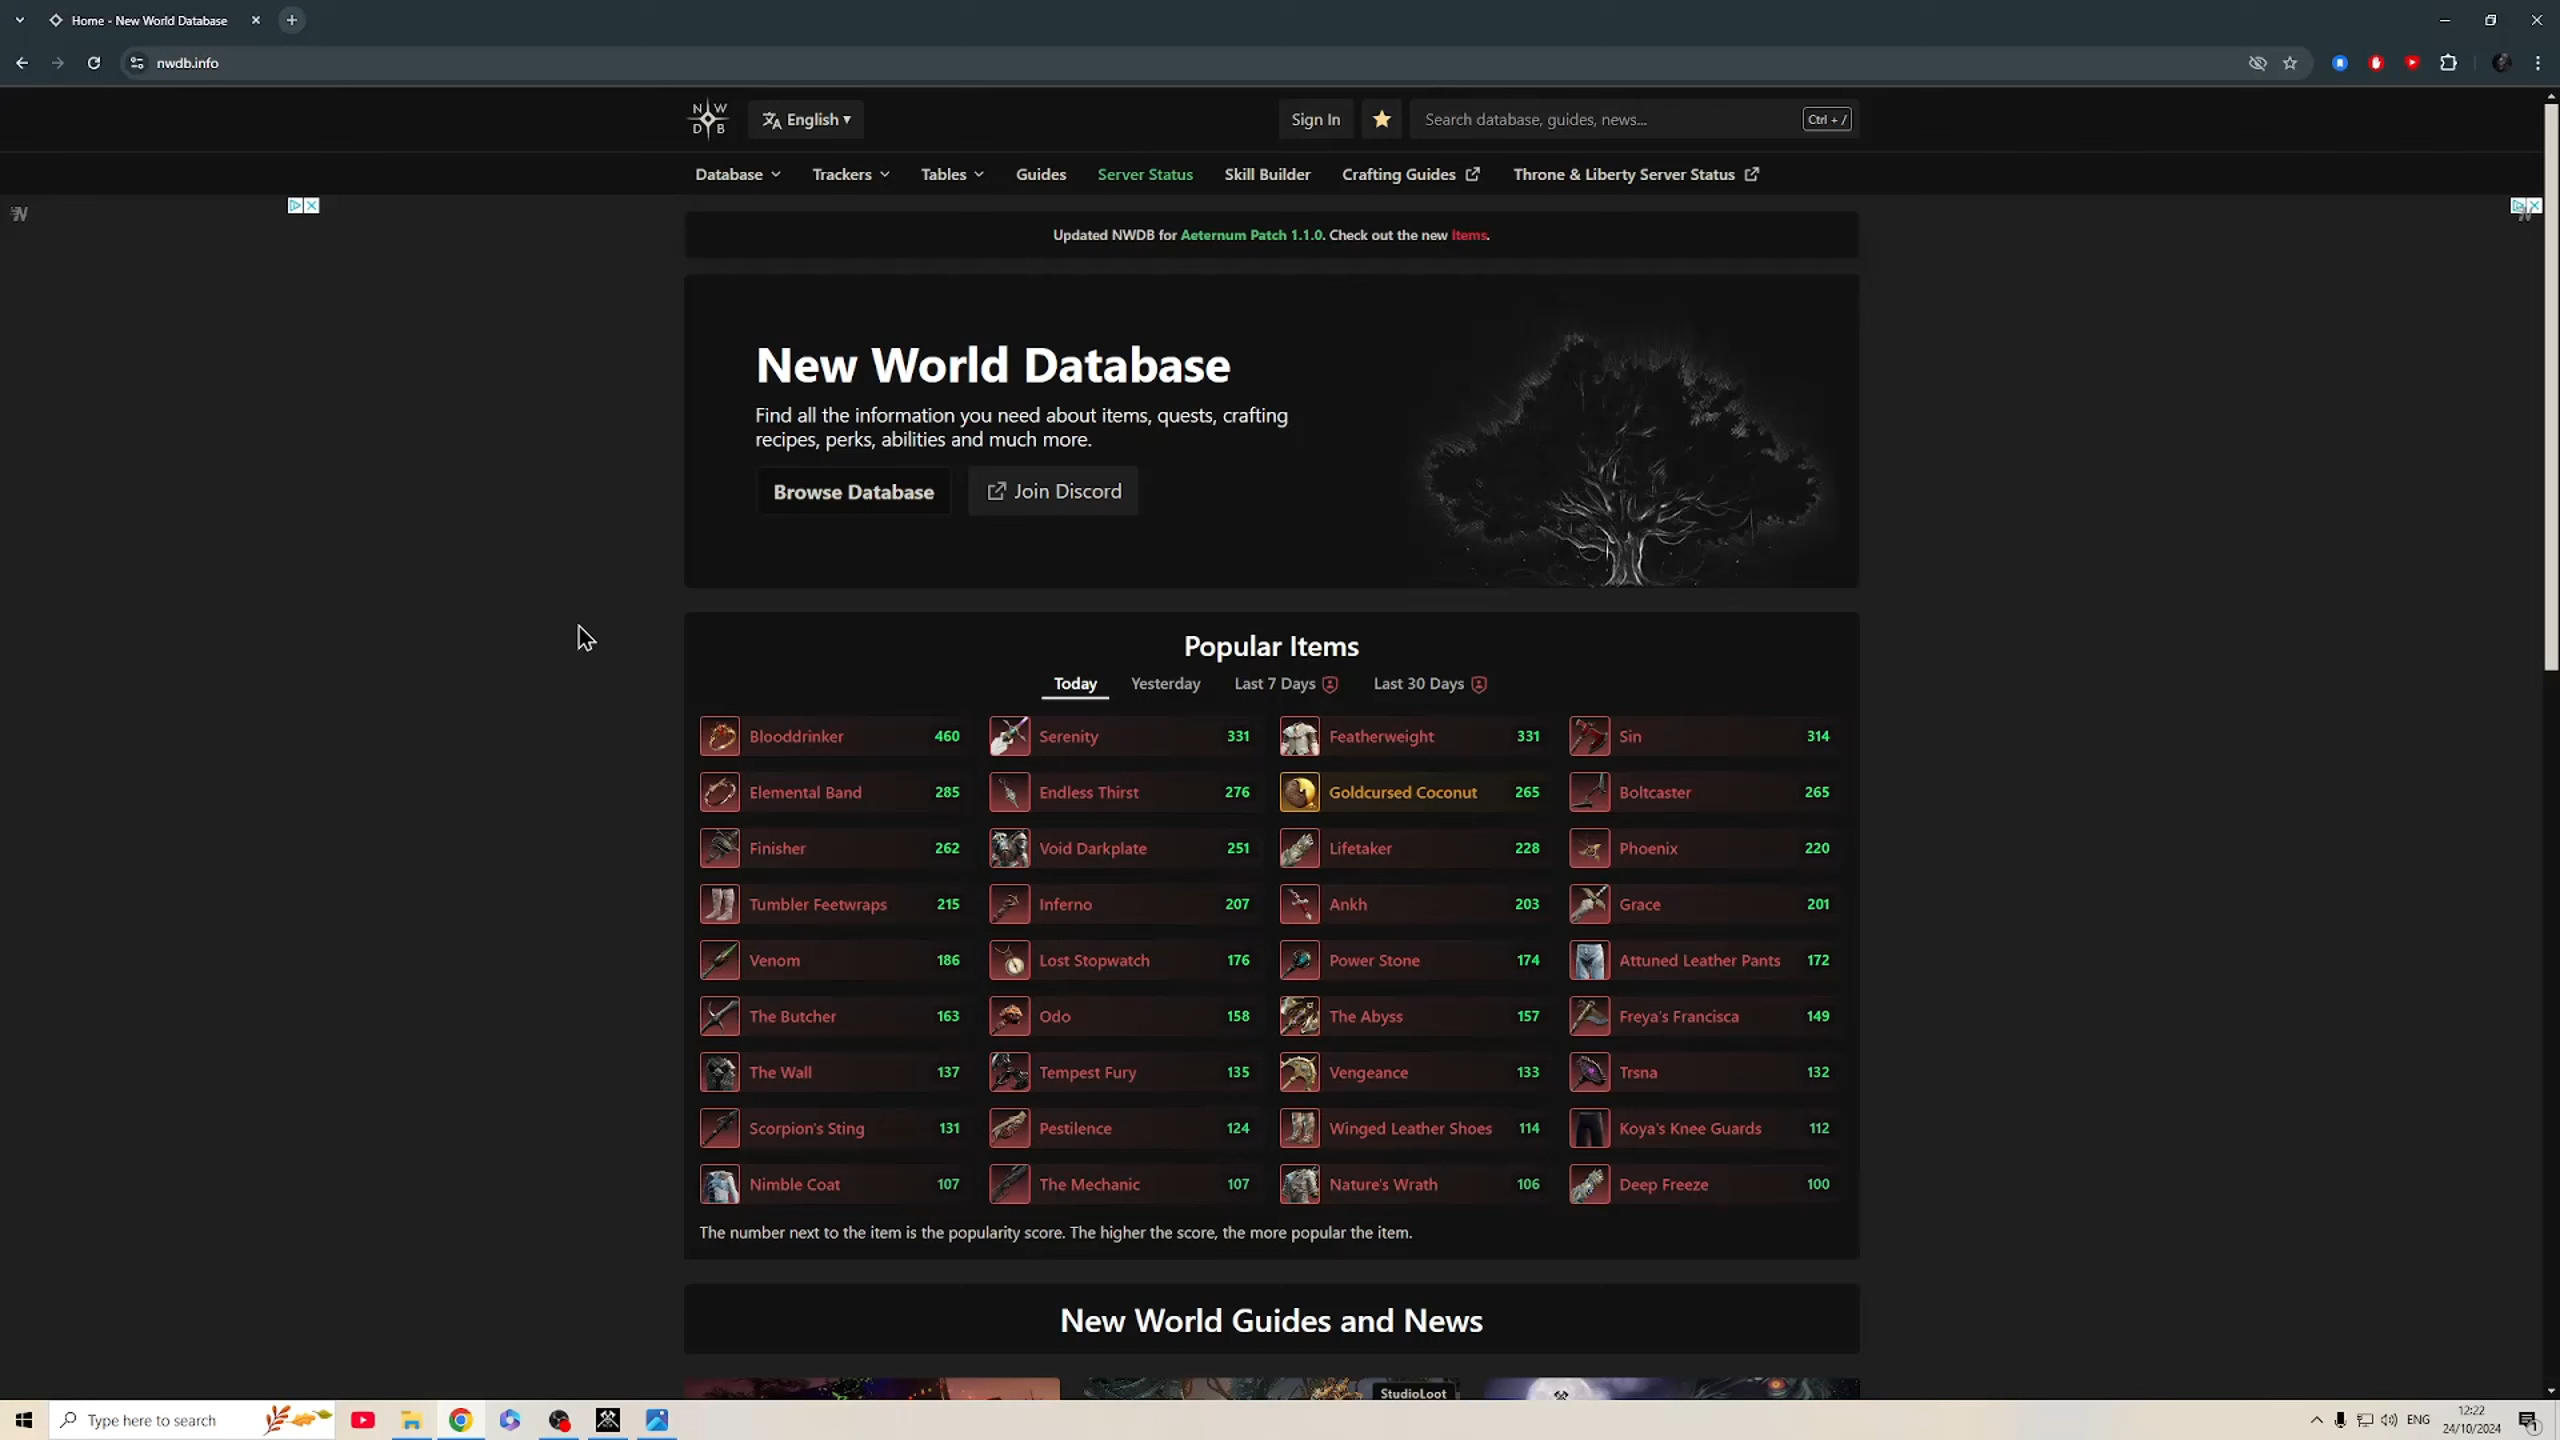 Home - New World Database
nwdb.info
N W
D B
English
Sign In
Search database, guides, news...
Ctrl + /
Database
Trackers
Tables
Guides
Server Status
Skill Builder
Crafting Guides
Throne & Liberty Server Status
Updated NWDB for Aeternum Patch 1.1.0. Check out the new Items.
New World Database
Find all the information you need about items, quests, crafting
recipes, perks, abilities and much more.
Browse Database
Join Discord
Popular Items
Today
Yesterday
Last 7 Days
Last 30 Days
Blooddrinker 460
Serenity 331
Featherweight 331
Sin 314
Elemental Band 285
Endless Thirst 276
Goldcursed Coconut 265
Boltcaster 265
Finisher 262
Void Darkplate 251
Lifetaker 228
Phoenix 220
Tumbler Feetwraps 215
Inferno 207
Ankh 203
Grace 201
Venom 186
Lost Stopwatch 176
Power Stone 174
Attuned Leather Pants 172
The Butcher 163
Odo 158
The Abyss 157
Freya's Francisca 149
The Wall 137
Tempest Fury 135
Vengeance 133
Trsna 132
Scorpion's Sting 131
Pestilence 124
Winged Leather Shoes 114
Koya's Knee Guards 112
Nimble Coat 107
The Mechanic 107
Nature's Wrath 106
Deep Freeze 100
The number next to the item is the popularity score. The higher the score, the more popular the item.
New World Guides and News
StudioLoot
Type here to search
ENG
12:22
24/10/2024
1